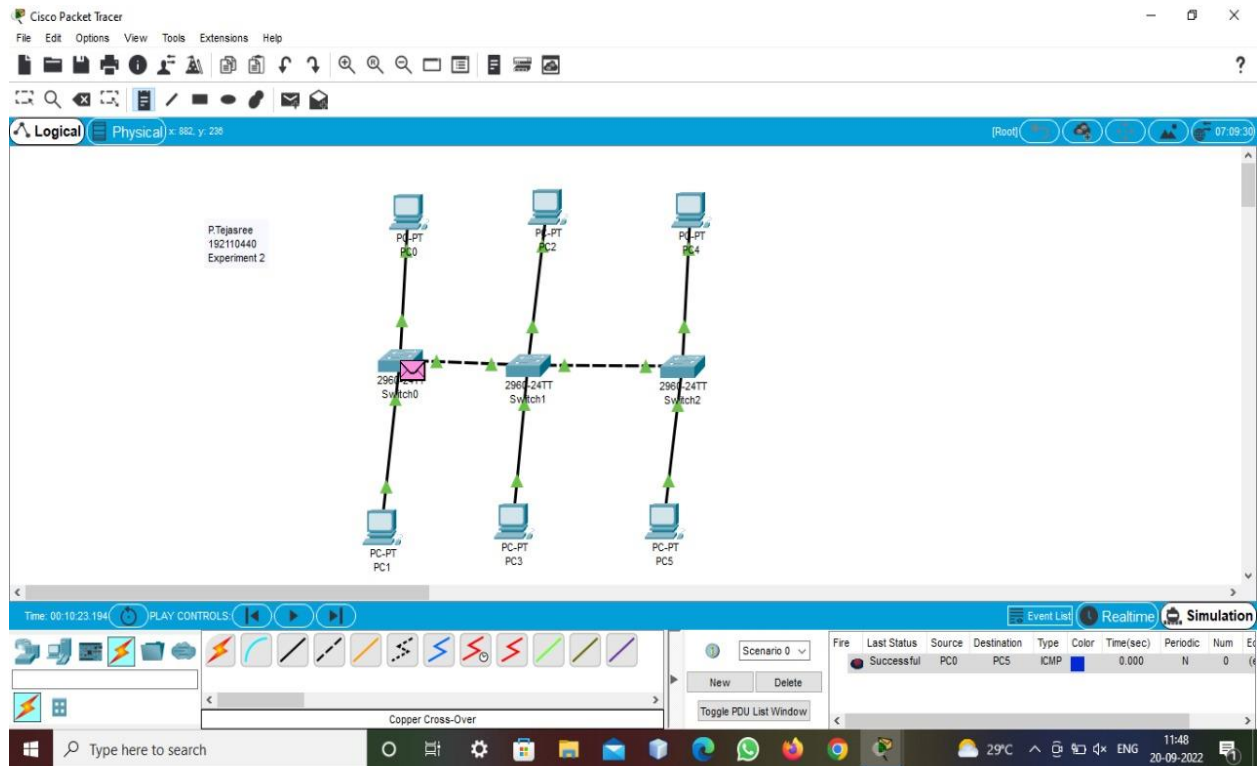 Cisco Packet Tracer
File Edit Options View Tools Extensions Help
?
Logical Physical x: 882, y: 236 [Root] 07:09:30
P.Tejasree
192110440
Experiment 2
PC-PT
PC0
PC-PT
PC2
PC-PT
PC4
2960-24TT
Switch0
2960-24TT
Switch1
2960-24TT
Switch2
PC-PT
PC1
PC-PT
PC3
PC-PT
PC5
Time: 00:10:23.194 PLAY CONTROLS: Event List Realtime Simulation
Scenario 0
New Delete
Toggle PDU List Window
Fire Last Status Source Destination Type Color Time(sec) Periodic Num
Successful PC0 PC5 ICMP 0.000 N 0
Copper Cross-Over
Type here to search 29°C ENG 11:48
20-09-2022